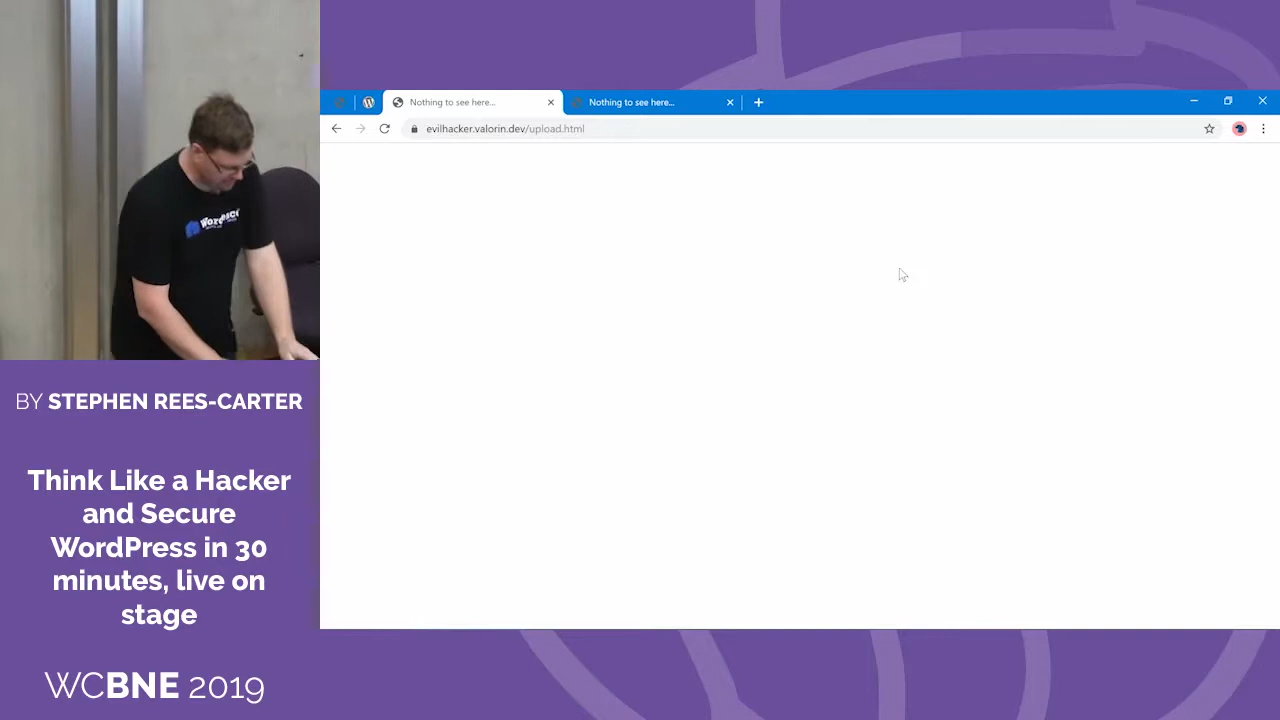 Nothing to see here...
Nothing to see here...
evilhacker.valorin.dev/upload.html
BY STEPHEN REES-CARTER
Think Like a Hacker
and Secure
WordPress in 30
minutes, live on
stage
WCBNE 2019